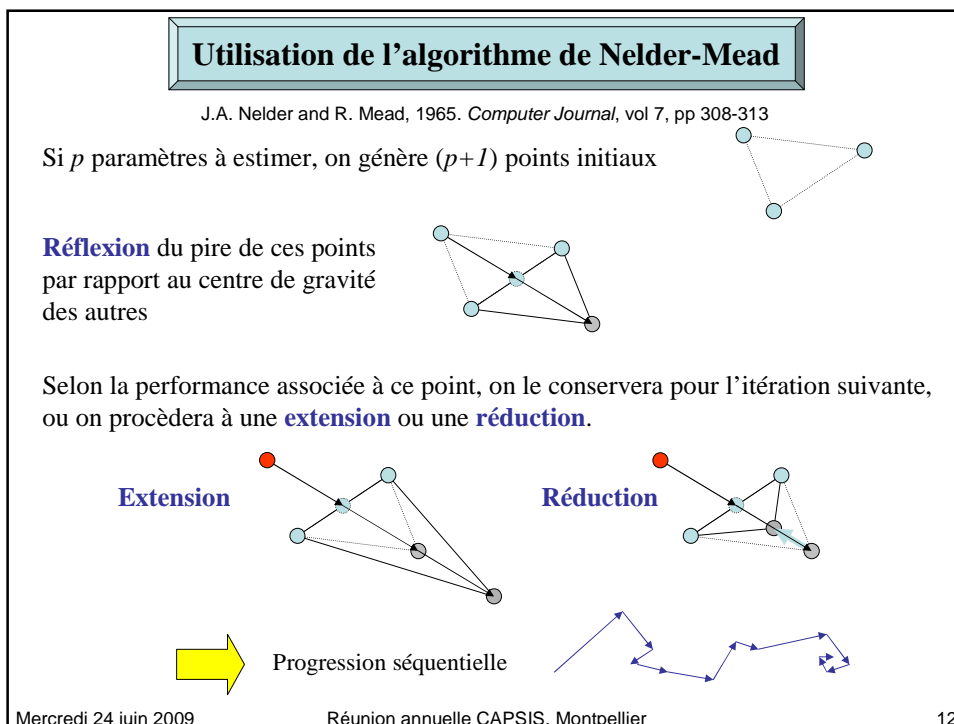 Utilisation de l’algorithme de Nelder-Mead
J.A. Nelder and R. Mead, 1965. Computer Journal, vol 7, pp 308-313
Si p paramètres à estimer, on génère (p+1) points initiaux
Réflexion du pire de ces points
par rapport au centre de gravité
des autres
Selon la performance associée à ce point, on le conservera pour l’itération suivante,
ou on procèdera à une extension ou une réduction.
Extension
Réduction
Progression séquentielle
Mercredi 24 juin 2009
Réunion annuelle CAPSIS, Montpellier
12